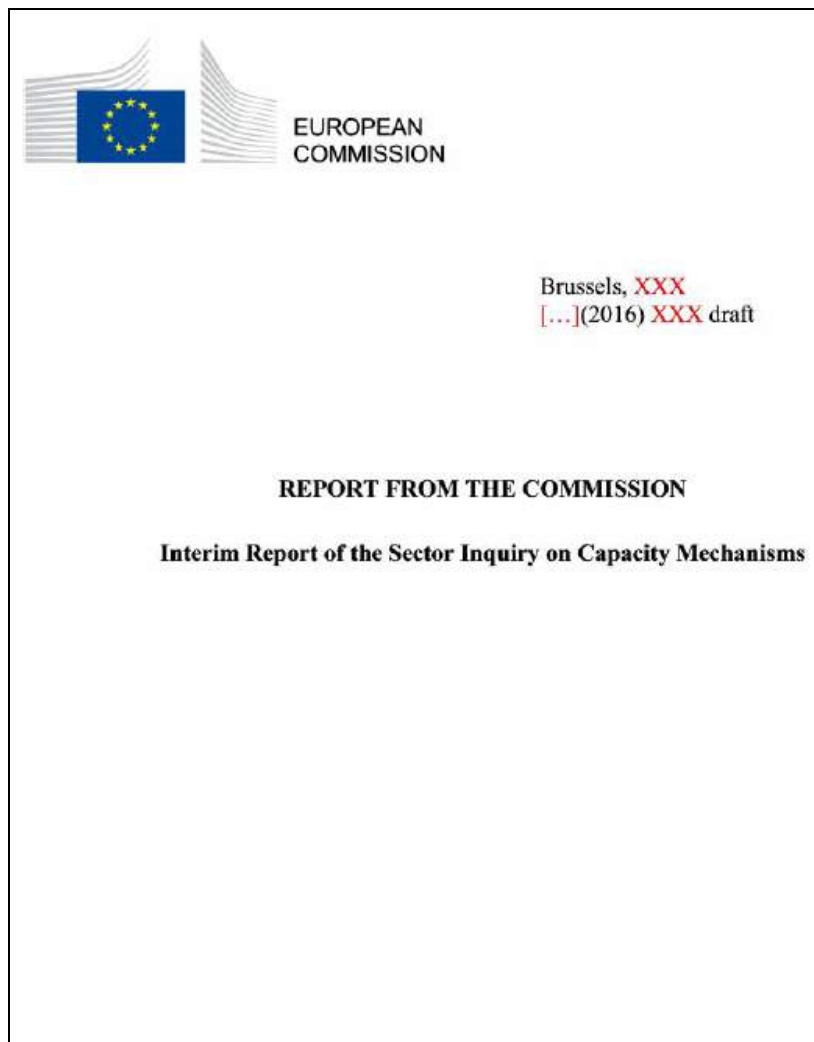 EUROPEAN
COMMISSION
Brussels, XXX
[…](2016) XXX draft
REPORT FROM THE COMMISSION
Interim Report of the Sector Inquiry on Capacity Mechanisms